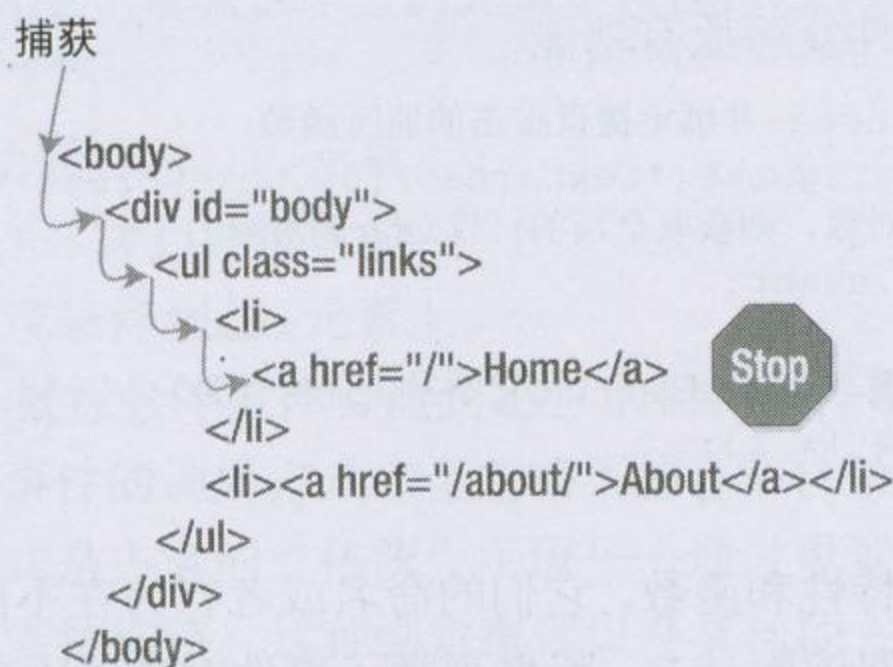 捕获
<body>
<div id="body">
<ul class="links">
<li>
<a href="/">Home</a>
Stop
</li>
<li><a href="/about/">About</a></li>
</ul>
</div>
</body>